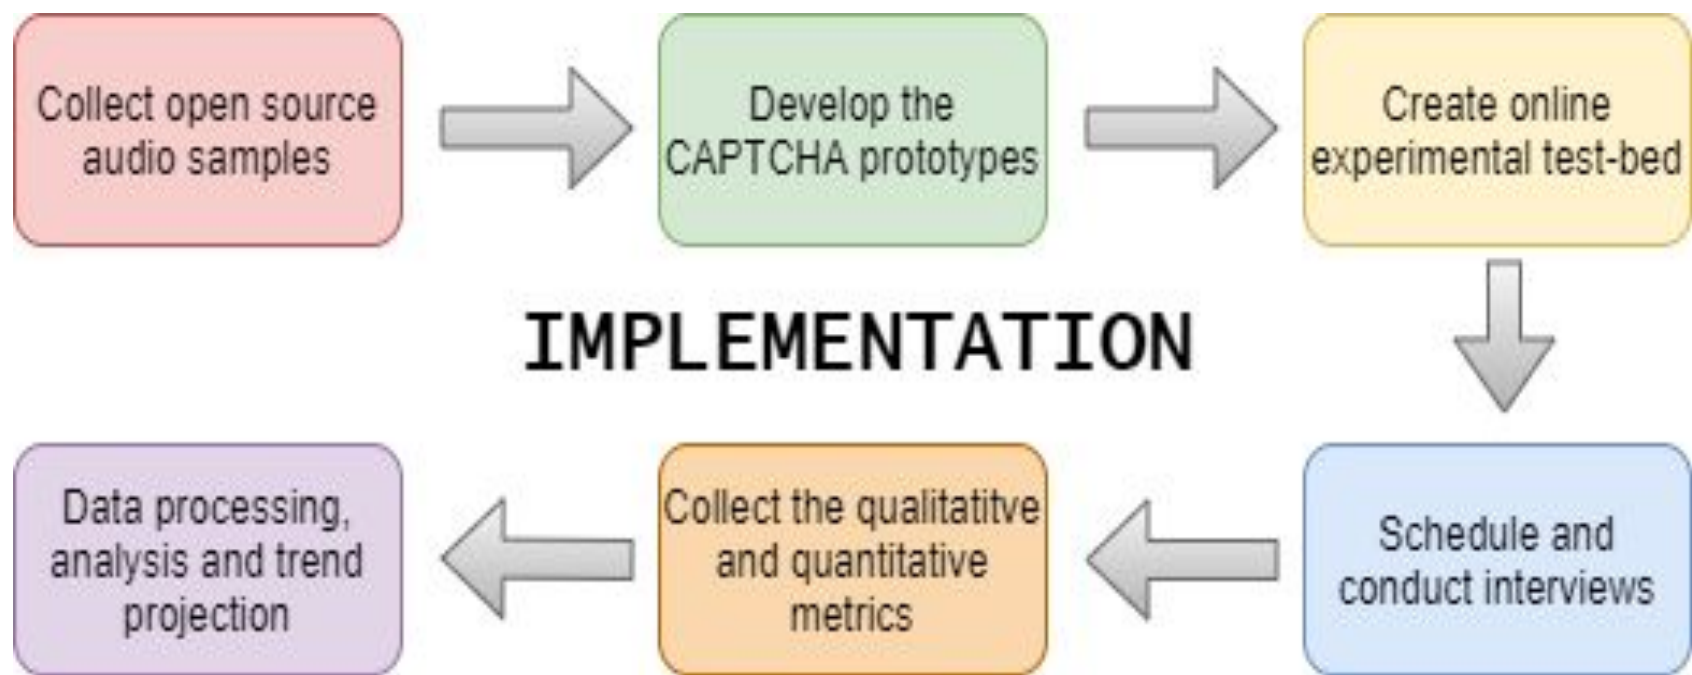 Collect open source
audio samples
Develop the
CAPTCHA prototypes
Create online
experimental test-bed
IMPLEMENTATION
Schedule and
conduct interviews
Collect the qualitatitve
and quantitative
metrics
Data processing,
analysis and trend
projection